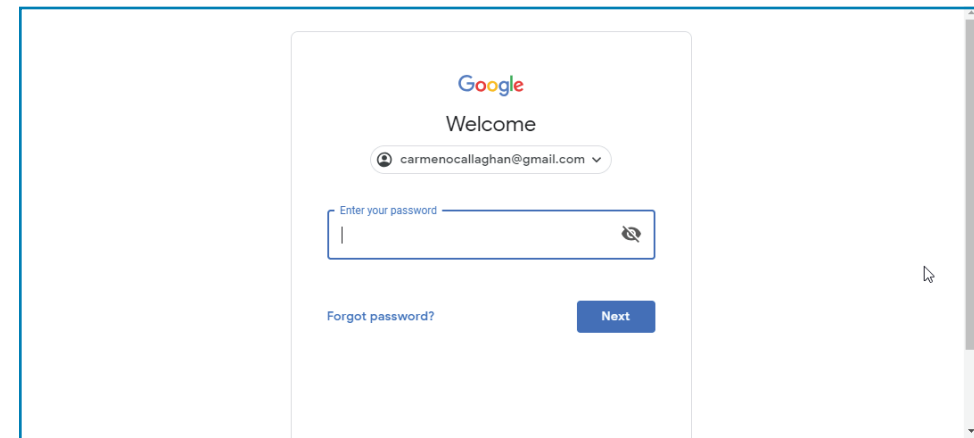 Google
Welcome
carmenocallaghan@gmail.com
Enter your password
Forgot password?
Next